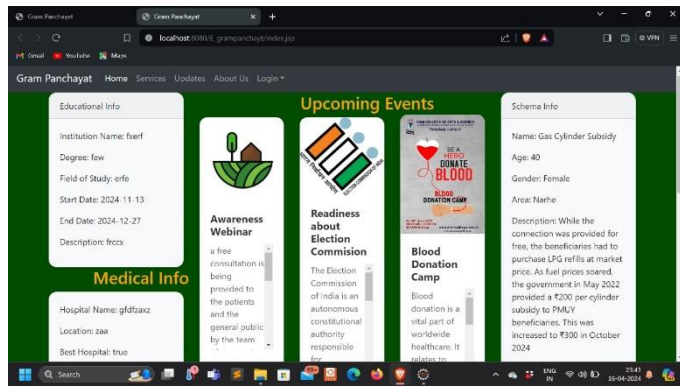 Gram Panchayat
Gram Panchayat
localhost:8080/E_grampanchayt/index.jsp
VPN
Gmail YouTube Maps
Gram Panchayat Home Services Updates About Us Login
Educational Info
Institution Name: fxerf
Degree: few
Field of Study: erfe
Start Date: 2024-11-13
End Date: 2024-12-27
Description: frccx
Medical Info
Hospital Name: gfdfzaxz
Location: zaa
Best Hospital: true
Upcoming Events
Awareness
Webinar
a free
consultation is
being
provided to
the patients
and the
general public
by the team
ELECTION COMMISSION OF INDIA
Readiness
about
Election
Commision
The Election
Commission
of India is an
autonomous
constitutional
authority
responsible
for
BE A
HERO
DONATE
BLOOD
BLOOD
DONATION CAMP
Blood
Donation
Camp
Blood
donation is a
vital part of
worldwide
healthcare. It
relates to
Schema Info
Name: Gas Cylinder Subsidy
Age: 40
Gender: Female
Area: Narhe
Description: While the
connection was provided for
free, the beneficiaries had to
purchase LPG refills at market
price. As fuel prices soared,
the government in May 2022
provided a ₹200 per cylinder
subsidy to PMUY
beneficiaries. This was
increased to ₹300 in October
2024
Search
99+
ENG
IN
23:43
16-04-2024